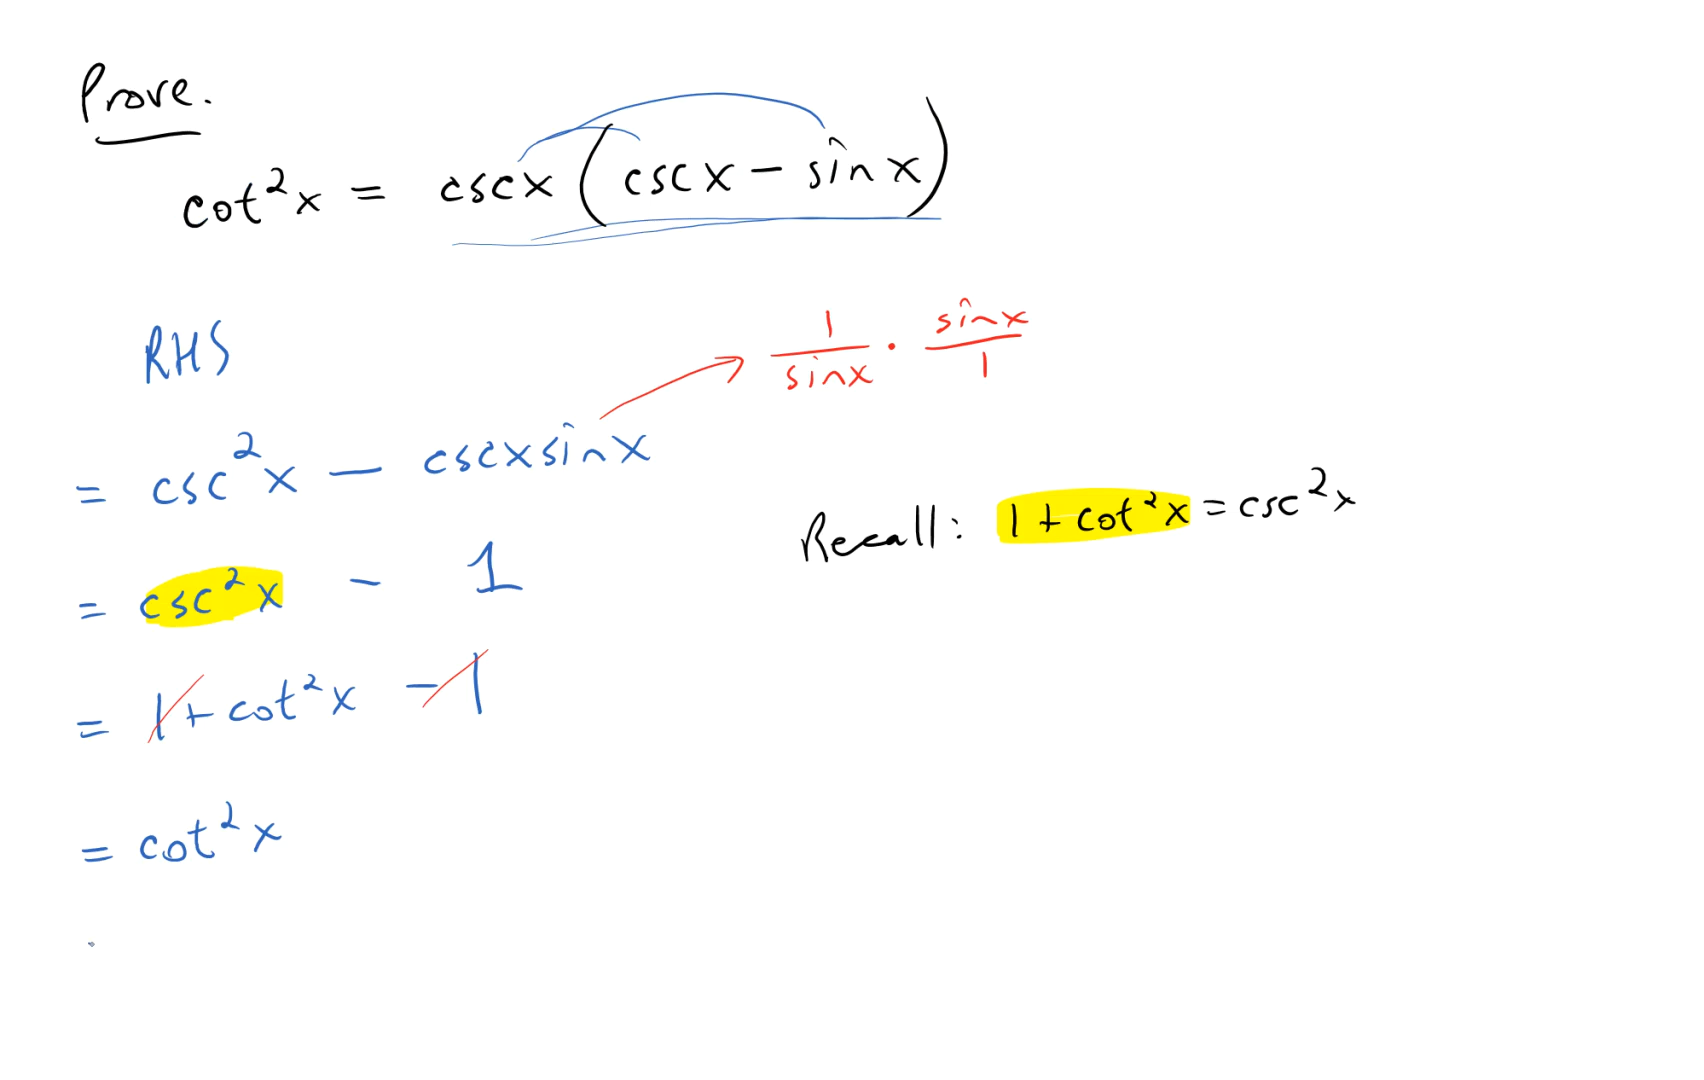 Prove.
cot²x = cscx (cscx - sinx)
RHS
1/sinx · sinx/1
= csc²x - cscxsinx
Recall: 1 + cot²x = csc²x
= csc²x - 1
= 1 + cot²x - 1
= cot²x